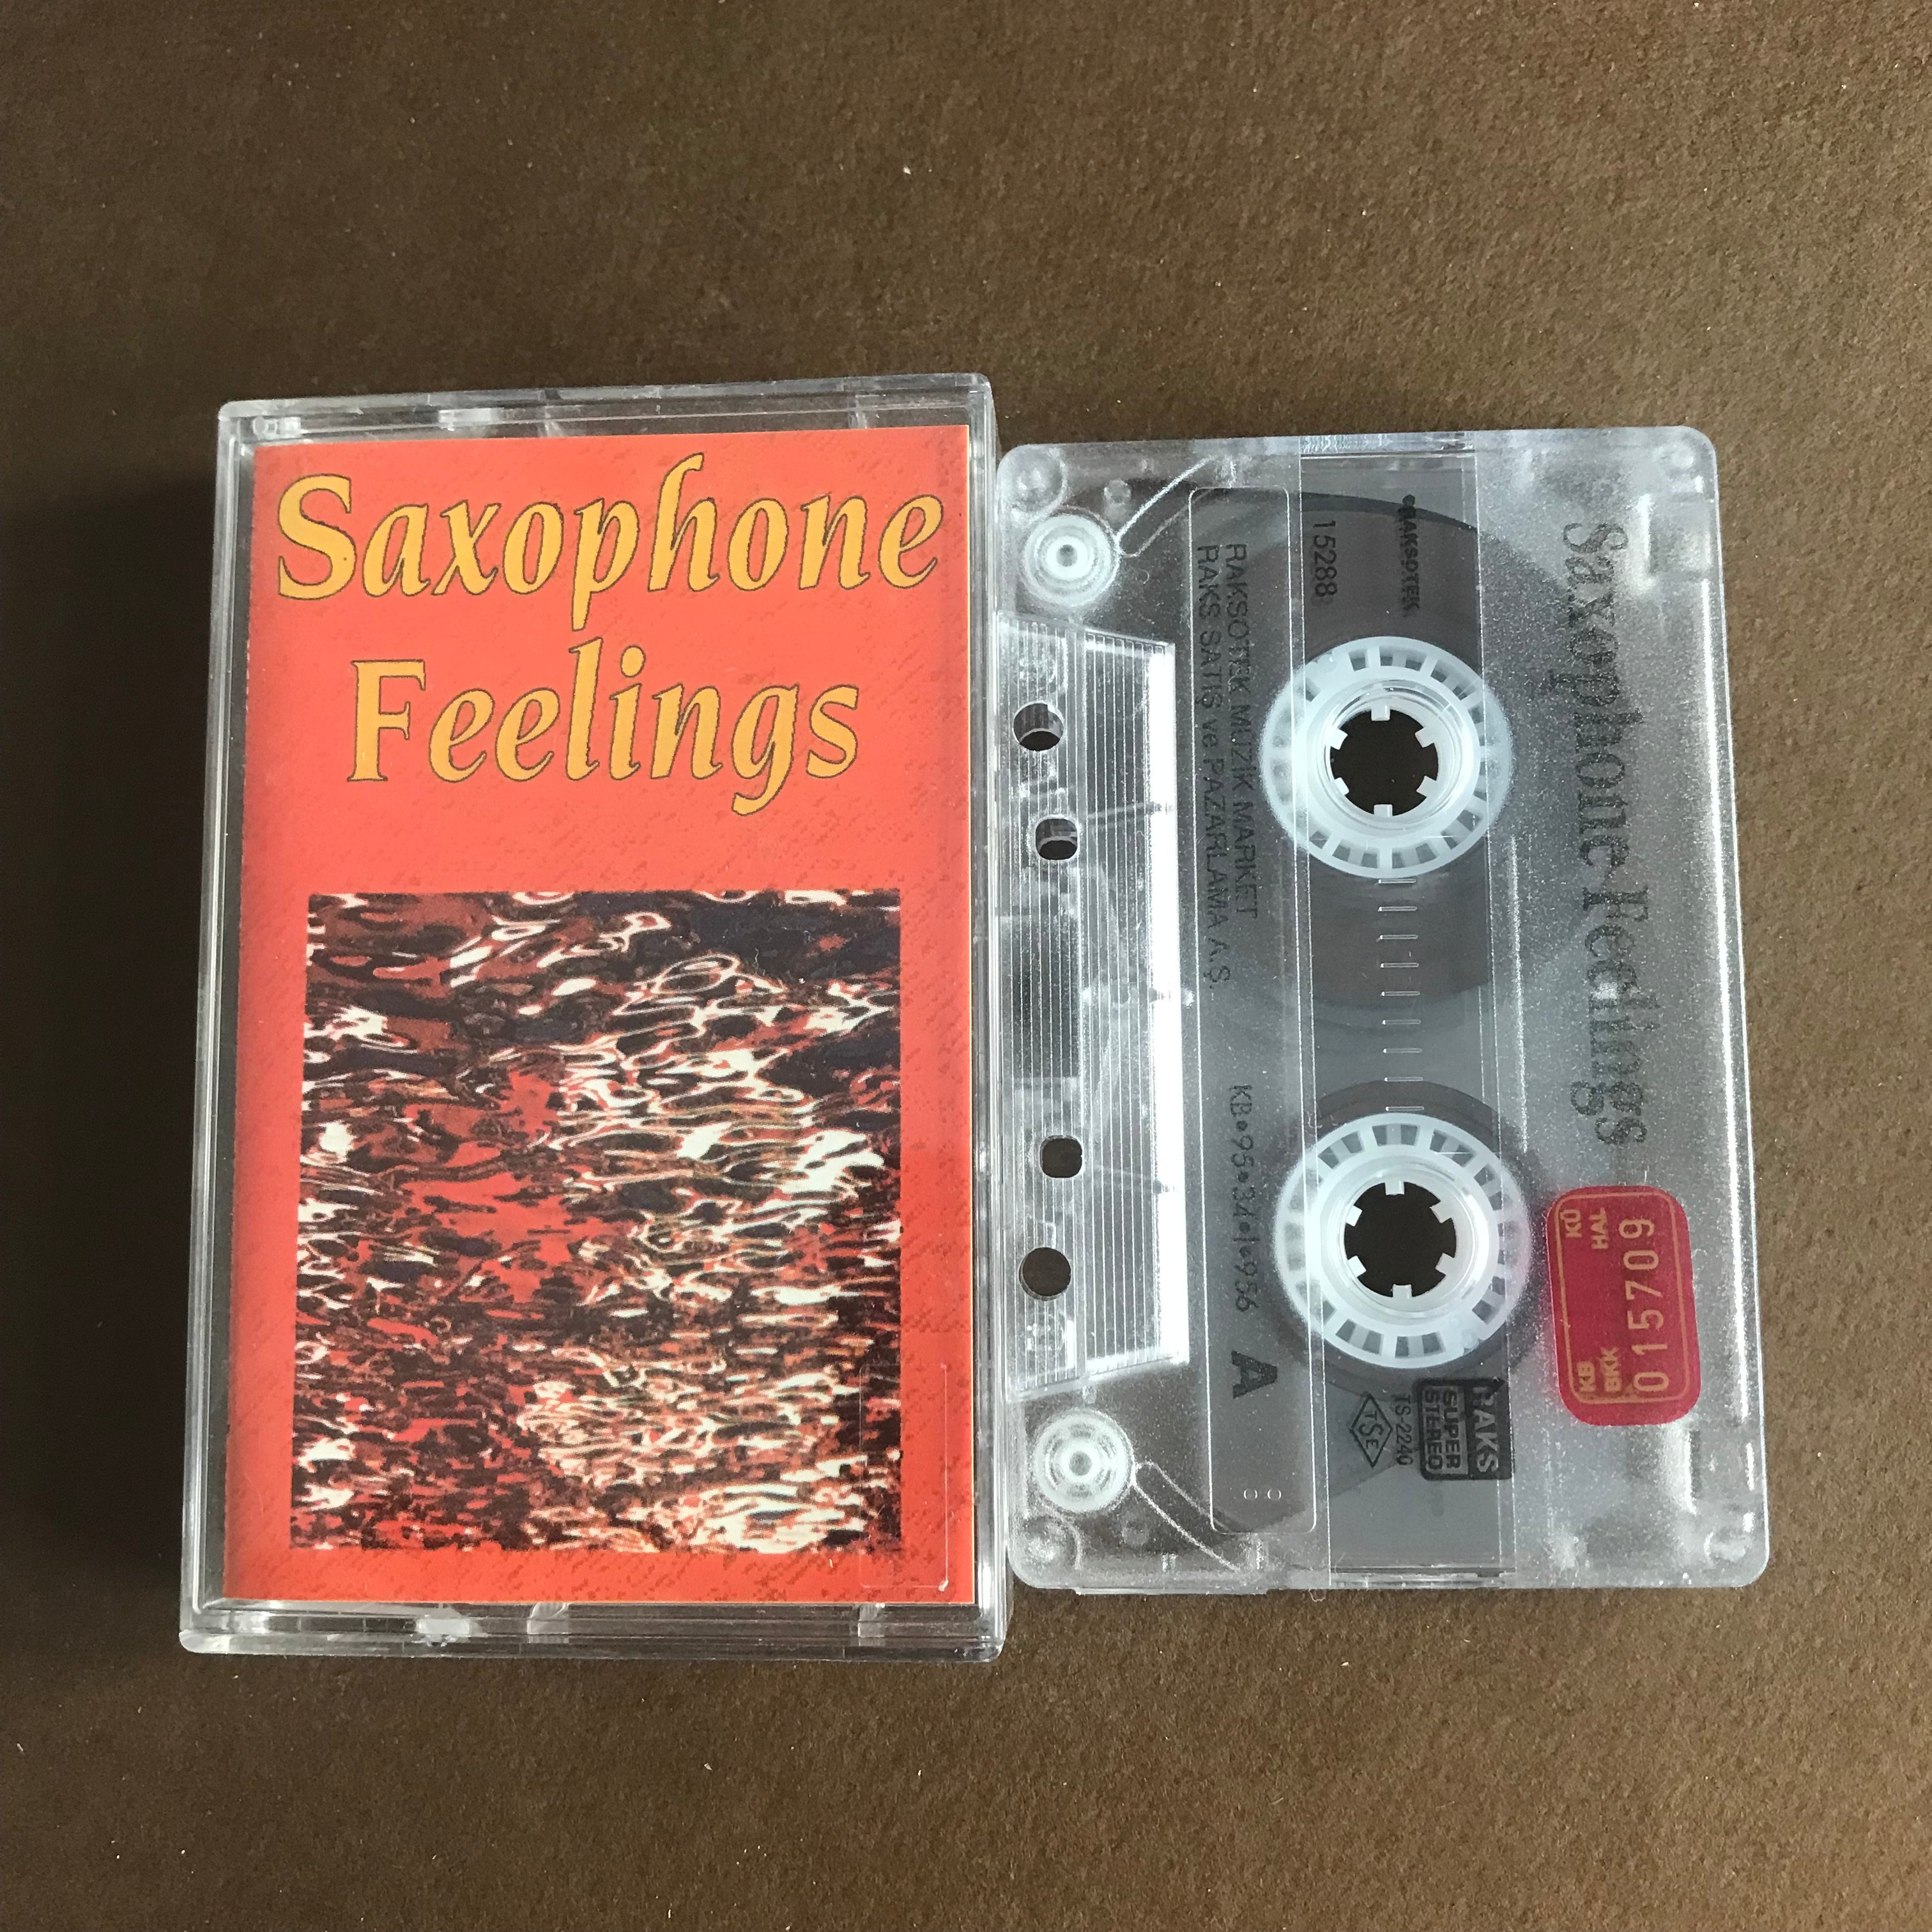 Saxophone
Feelings
Saxophone Feelings
RAKSOTEK
15288
RAKSOTEK MÜZİK MARKET
RAKS SATIŞ ve PAZARLAMA A.Ş.
KB•95•34•I•956
A
RAKS
SUPER
STEREO
TS-2240
TSE
KÜ
HAL
KB
BKK
015709